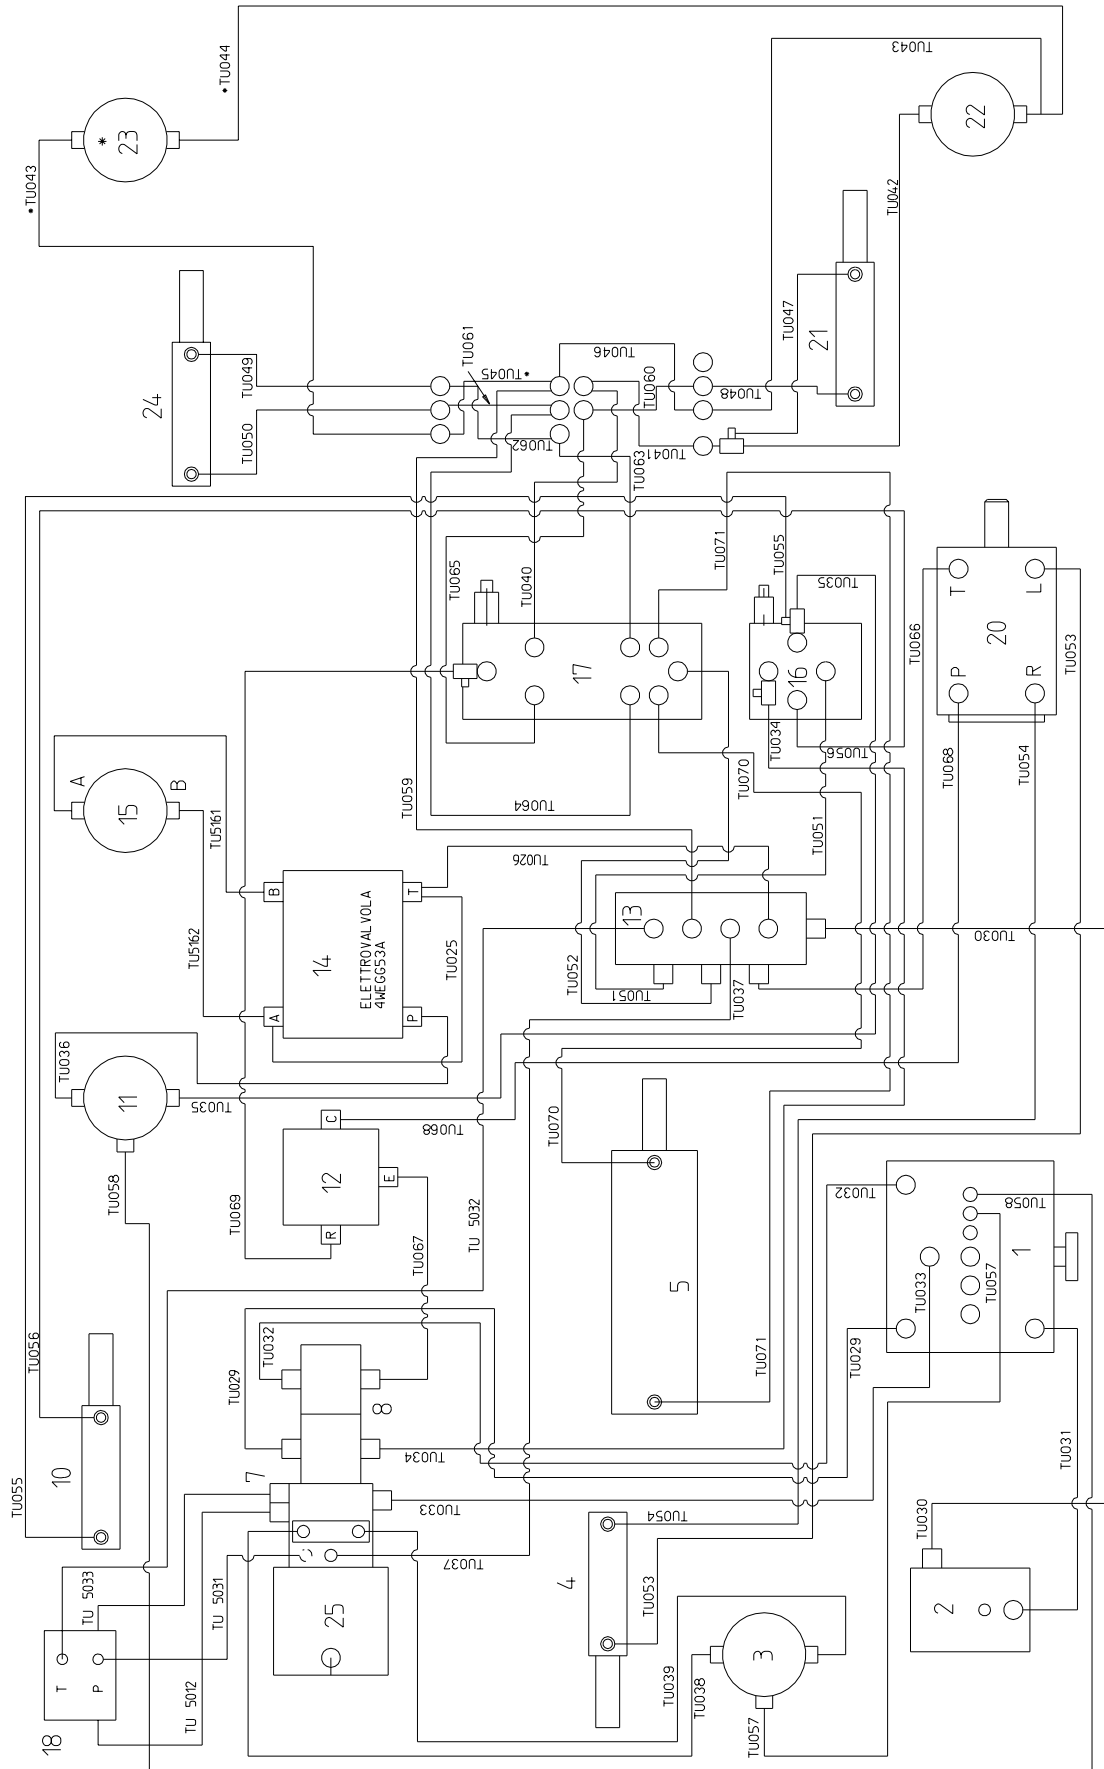 *TU044
TU043
*
23
22
*TU043
TU042
TU061
TU046
TU045*
TU047
24
TU049
TU060
21
TU048
TU050
TU062
TU063
TU041
TU071
TU055
TU065
TU040
TU035
T
L
TU066
20
TU053
17
16
P
R
TU034
TU056
TU068
TU054
TU070
A
15
B
TU059
TU064
TU5161
TU051
TU026
B
T
13
TU5162
14
ELETTROVALVOLA
4WEGG53A
TU025
TU030
TU052
TU051
TU037
A
P
TU036
11
TU035
C
TU068
TU070
TU058
12
E
TU069
R
TU 5032
TU032
TU058
TU067
TU033
TU057
1
5
TU056
TU032
TU029
TU071
TU029
8
10
7
TU034
TU031
TU055
TU033
TU054
TU030
TU037
TU 5033
TU 5031
4
TU053
2
25
T
P
TU 5012
TU039
TU038
3
TU057
18